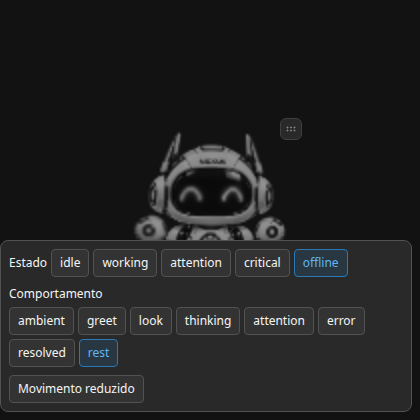 Estado idle working attention critical offline
Comportamento
ambient greet look thinking attention error
resolved rest
Movimento reduzido